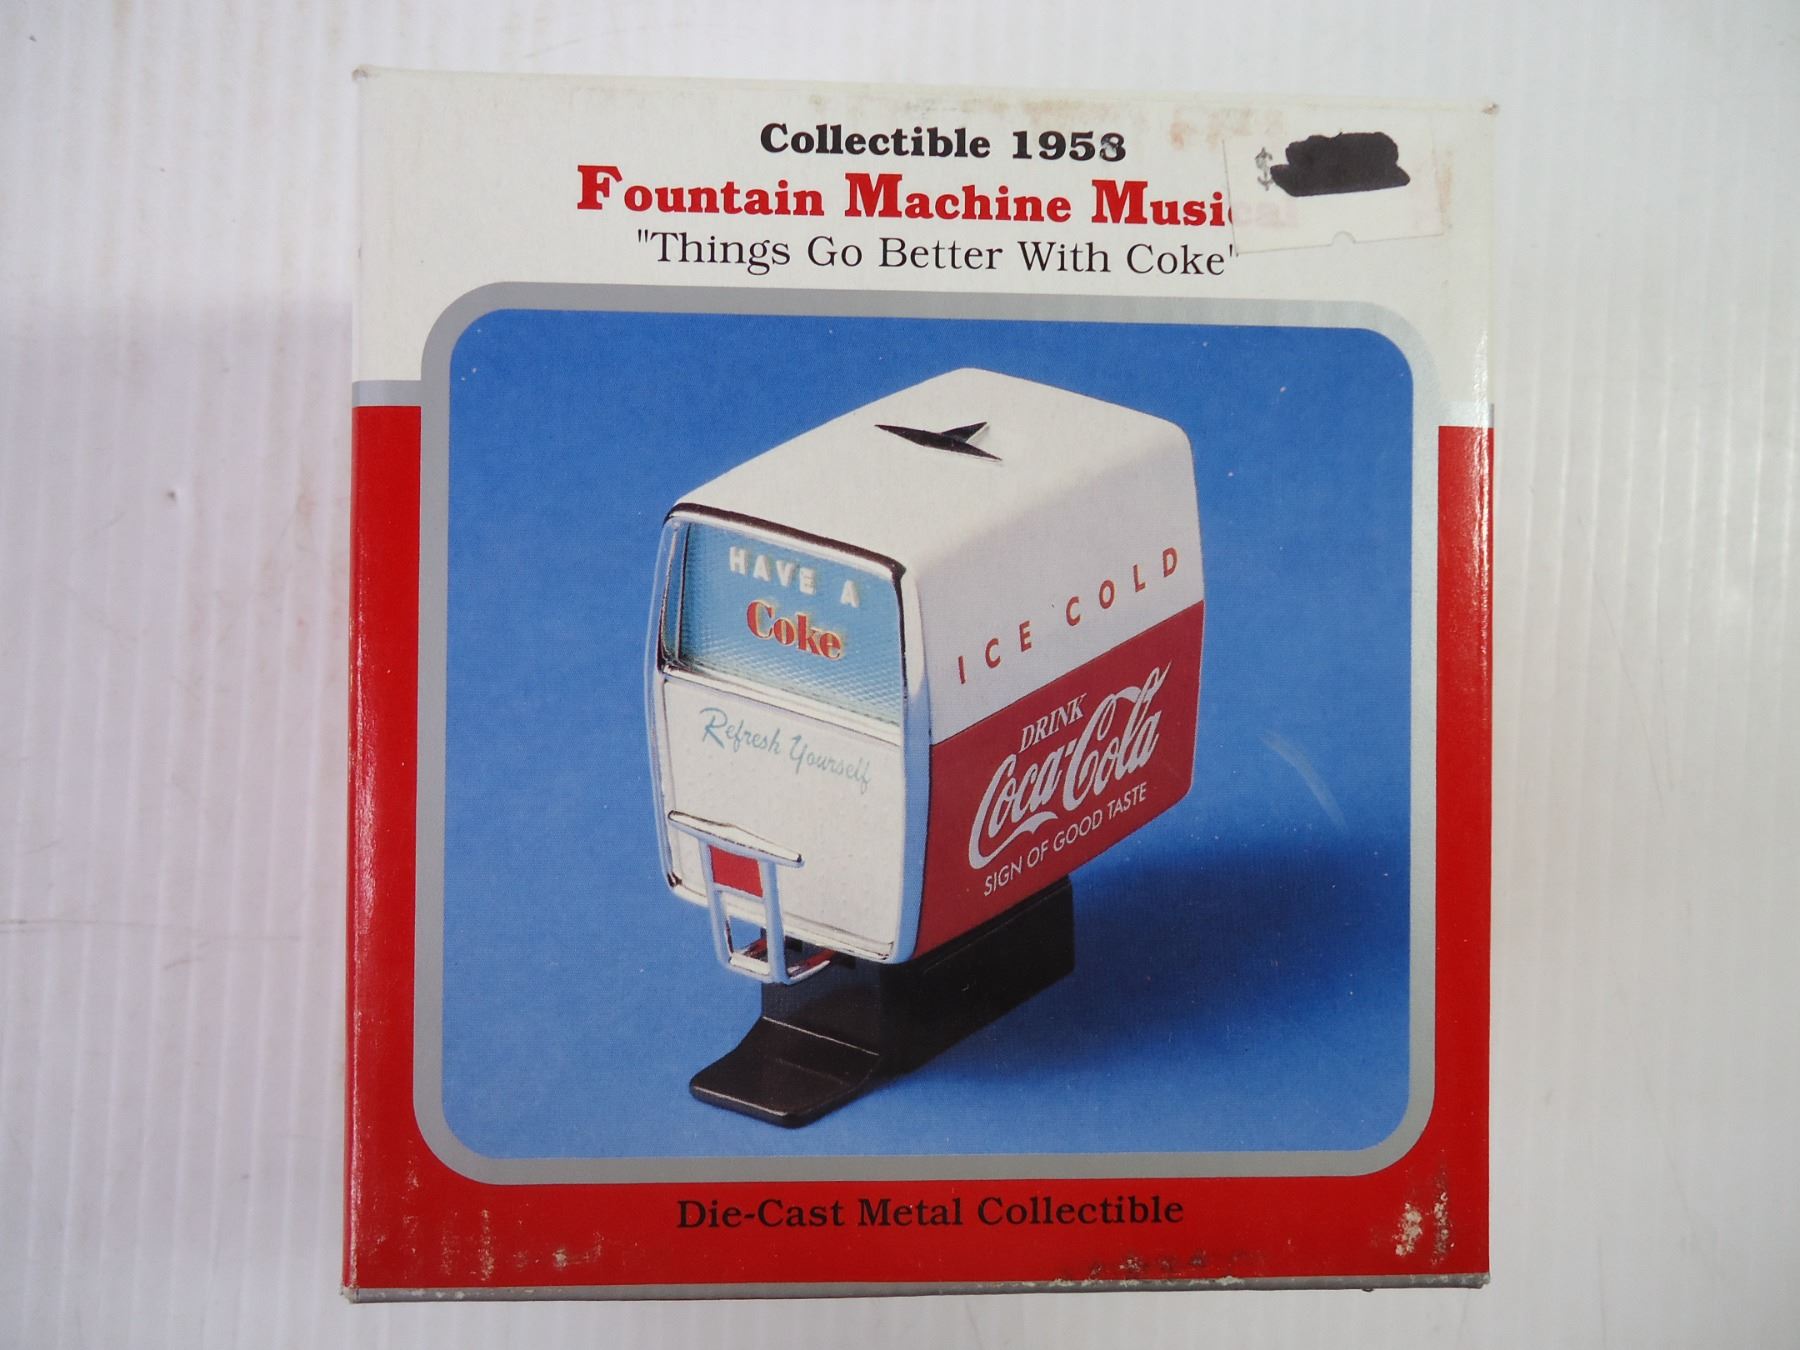 Collectible 1958
Fountain Machine Musical
"Things Go Better With Coke"
$
HAVE A
Coke
Refresh Yourself
ICE COLD
DRINK
Coca-Cola
SIGN OF GOOD TASTE
Die-Cast Metal Collectible